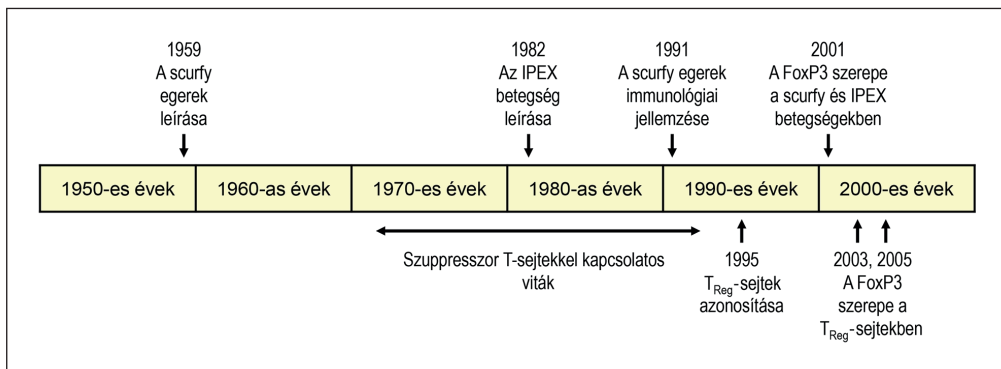 1959
A scurfy
egerek
leírása
1982
Az IPEX
betegség
leírása
1991
A scurfy egerek
immunológiai
jellemzése
2001
A FoxP3 szerepe
a scurfy és IPEX
betegségekben
1950-es évek
1960-as évek
1970-es évek
1980-as évek
1990-es évek
2000-es évek
Szuppresszor T-sejtekkel kapcsolatos
viták
1995
TReg-sejtek
azonosítása
2003, 2005
A FoxP3
szerepe a
TReg-sejtekben